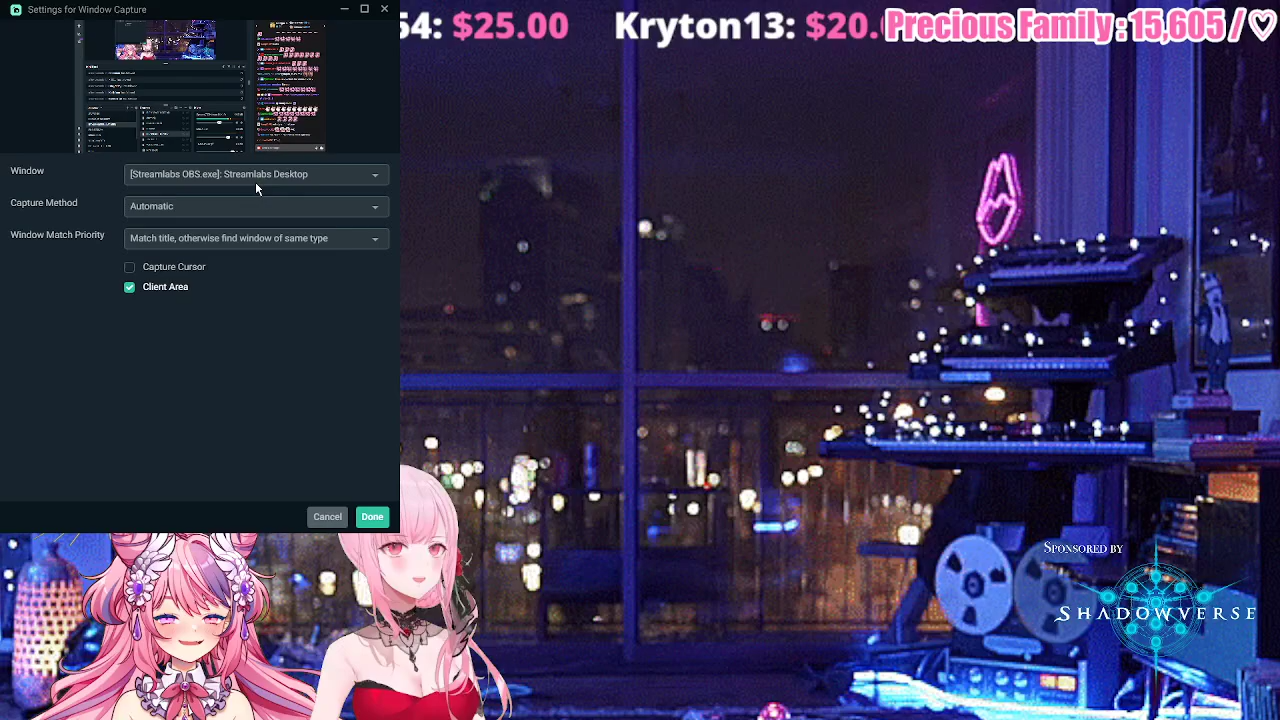 Settings for Window Capture
54: $25.00 Kryton13: $20.
Precious Family : 15,605 / ♡
Window
[Streamlabs OBS.exe]: Streamlabs Desktop
Capture Method
Automatic
Window Match Priority
Match title, otherwise find window of same type
Capture Cursor
Client Area
Cancel
Done
SPONSORED BY
SHADOWVERSE